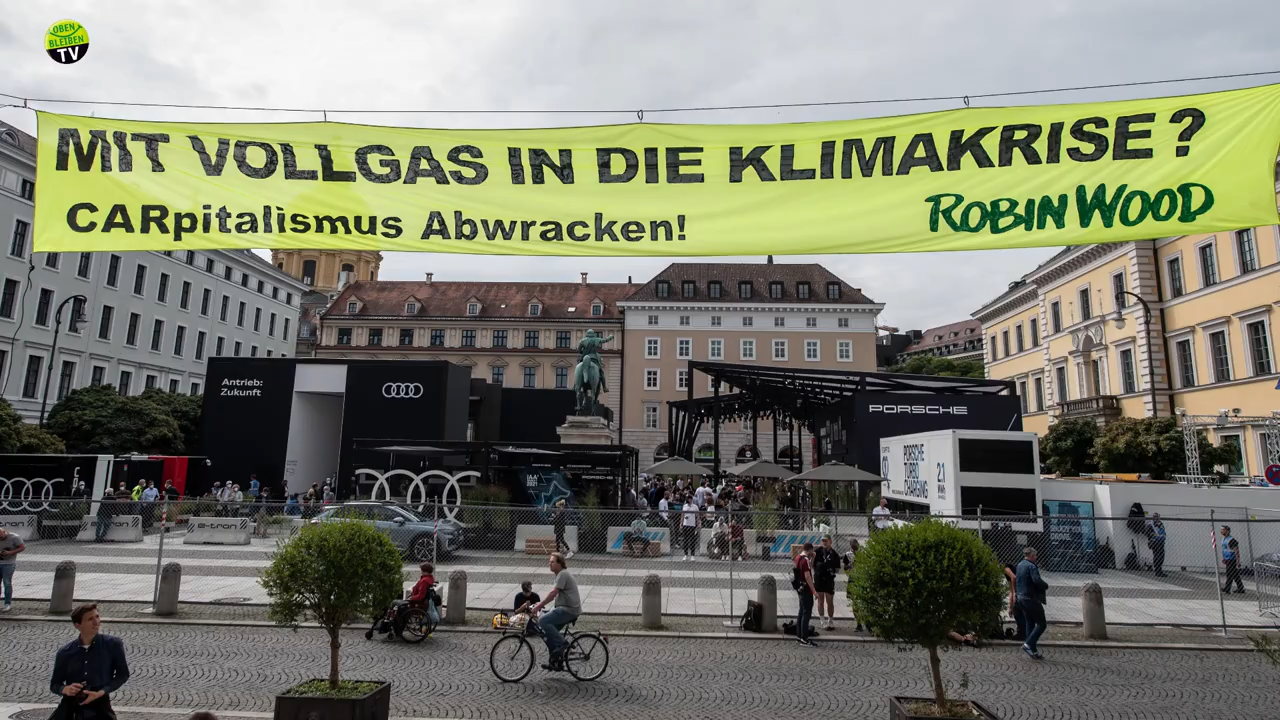 OBEN
BLEIBEN
TV
MIT VOLLGAS IN DIE KLIMAKRISE?
CARpitalismus Abwracken!
ROBIN WOOD
Antrieb:
Zukunft
PORSCHE
PORSCHE
TURBO
CHARGING
e-tron